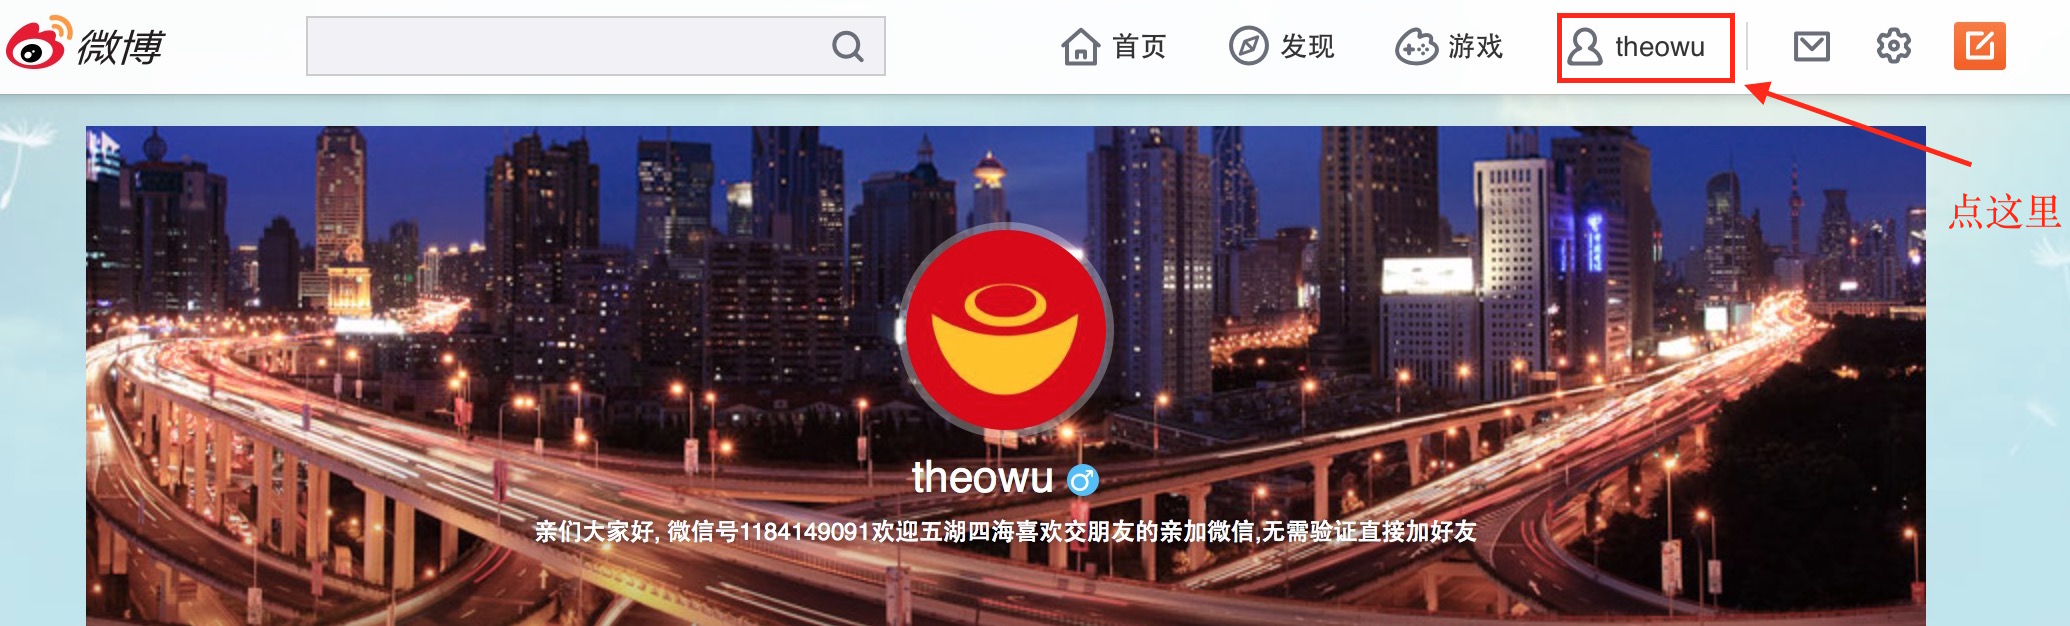 微博
首页
发现
游戏
theowu
点这里
theowu
亲们大家好, 微信号1184149091欢迎五湖四海喜欢交朋友的亲加微信,无需验证直接加好友